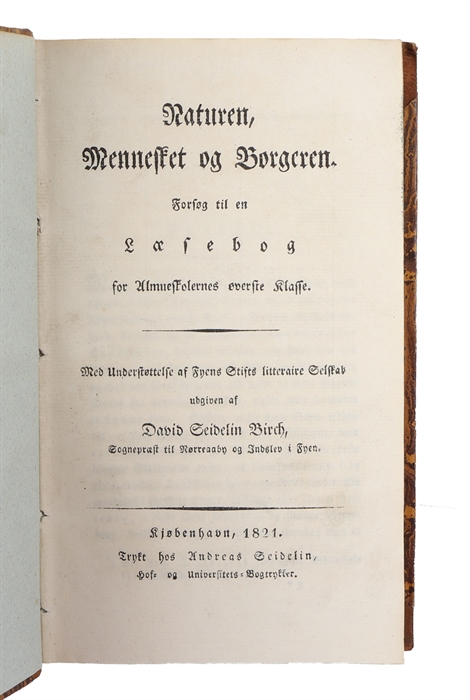 Naturen,
Mennesket og Borgeren.
Forsøg til en
Læsebog
for Almueskolernes øverste Klasse.
Med Understøttelse af Fyens Stifts litteraire Selskab
udgiven af
David Seidelin Birch,
Sognepræst til Nørreaaby og Indslev i Fyen.
Kjøbenhavn, 1821.
Trykt hos Andreas Seidelin,
Hof- og Universitets-Bogtrykker.